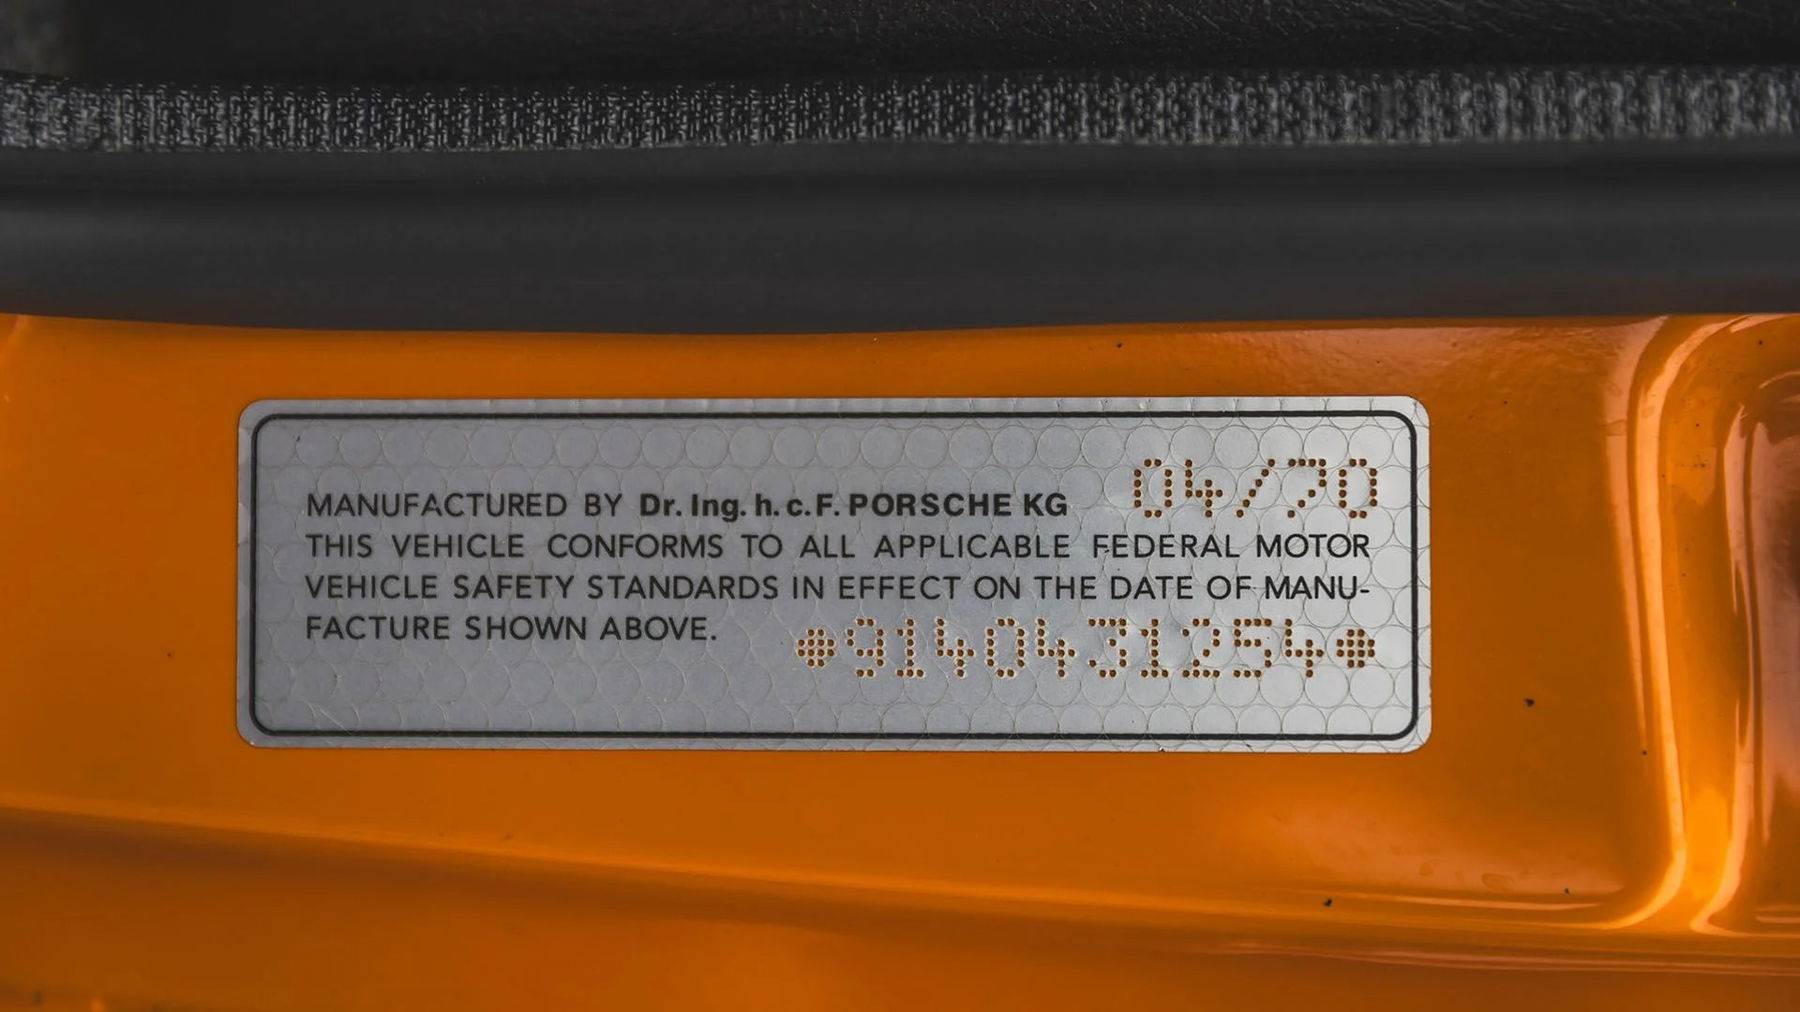 MANUFACTURED BY Dr. Ing. h. c. F. PORSCHE KG 04/70
THIS VEHICLE CONFORMS TO ALL APPLICABLE FEDERAL MOTOR
VEHICLE SAFETY STANDARDS IN EFFECT ON THE DATE OF MANU-
FACTURE SHOWN ABOVE.
9140431254